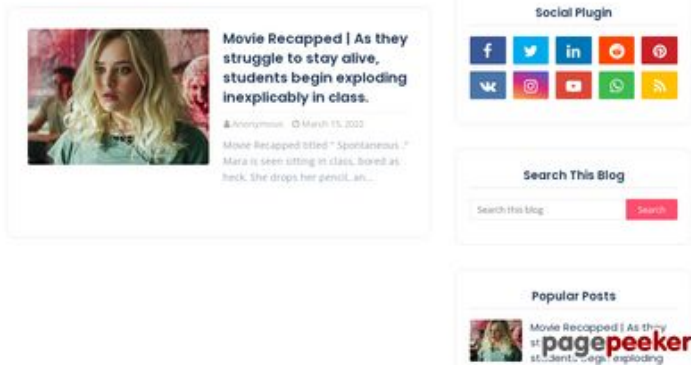 Movie Recapped | As they
struggle to stay alive,
students begin exploding
inexplicably in class.
Anonymous March 15, 2022
Movie Recapped titled " Spontaneous ."
Mara is seen sitting in class, bored as
heck. She drops her pencil, an...
Social Plugin
Search This Blog
Search this blog
Search
Popular Posts
Movie Recapped | As they
students begin exploding
pagepeeker